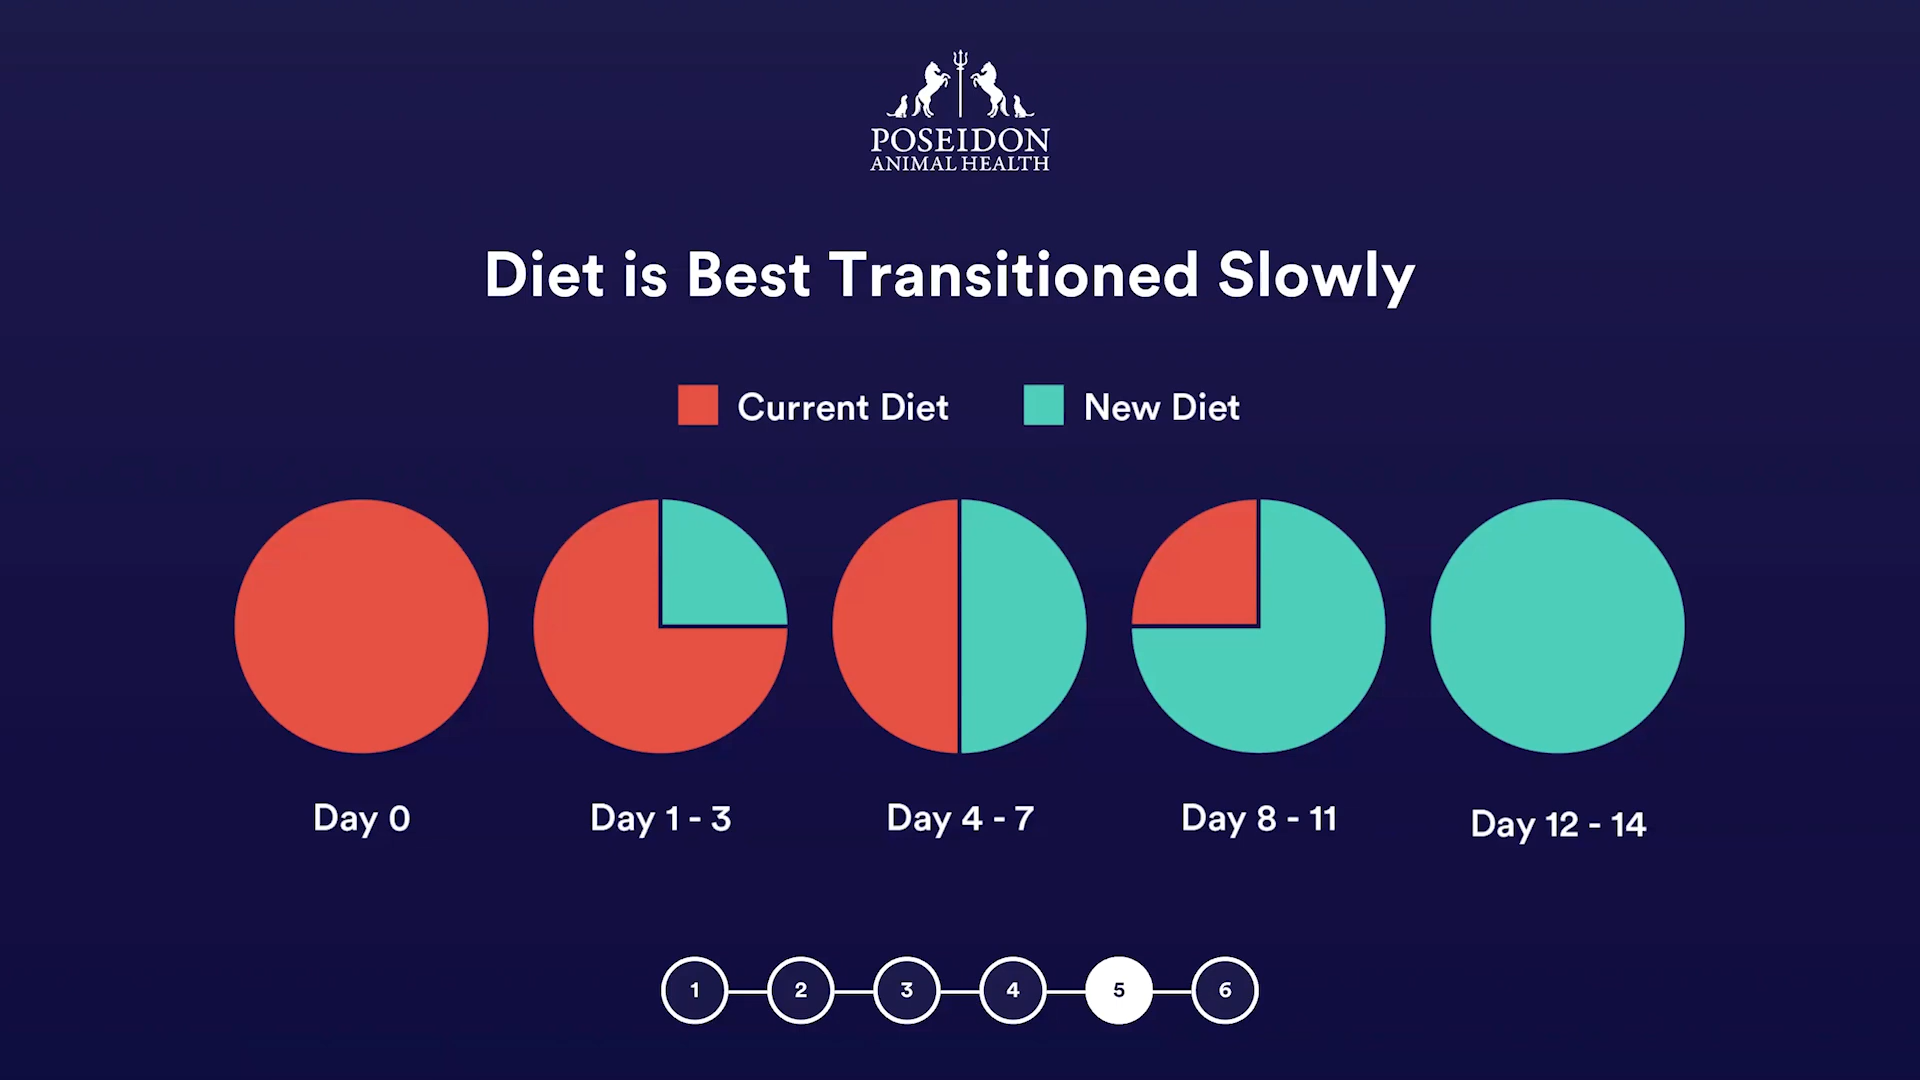 POSEIDON
ANIMAL HEALTH
Diet is Best Transitioned Slowly
Current Diet
New Diet
Day 0
Day 1 - 3
Day 4 - 7
Day 8 - 11
Day 12 - 14
1
2
3
4
5
6